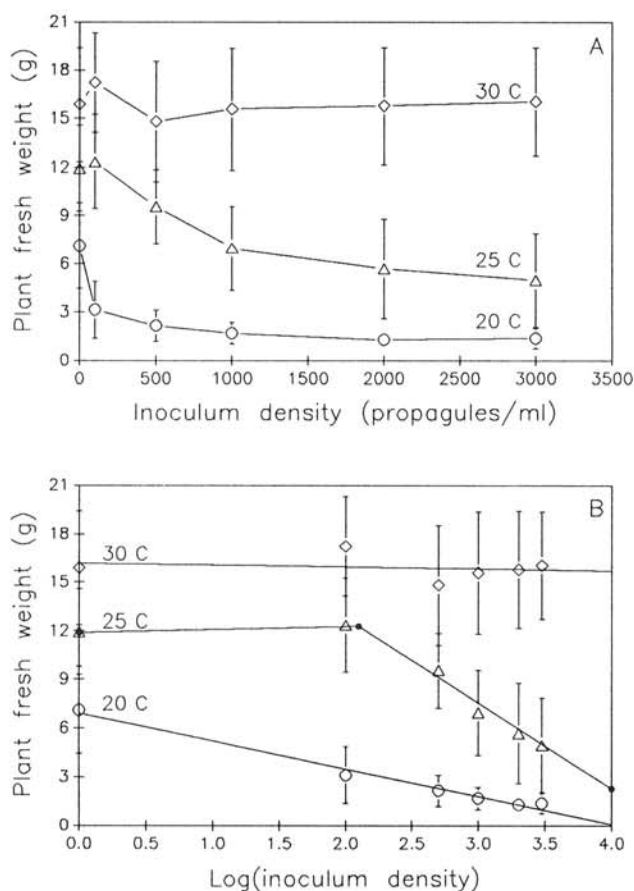 A
Plant fresh weight (g)
21
18
15
12
9
6
3
0
30 C
25 C
20 C
0 500 1000 1500 2000 2500 3000 3500
Inoculum density (propagules/ml)
B
Plant fresh weight (g)
21
18
15
12
9
6
3
0
30 C
25 C
20 C
0.0 0.5 1.0 1.5 2.0 2.5 3.0 3.5 4.0
Log(inoculum density)